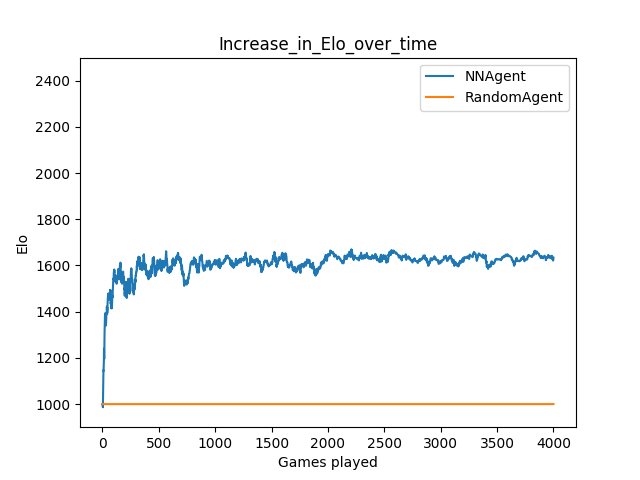 Increase_in_Elo_over_time
NNAgent
RandomAgent
2400
2200
2000
1800
1600
1400
1200
1000
Elo
0 500 1000 1500 2000 2500 3000 3500 4000
Games played